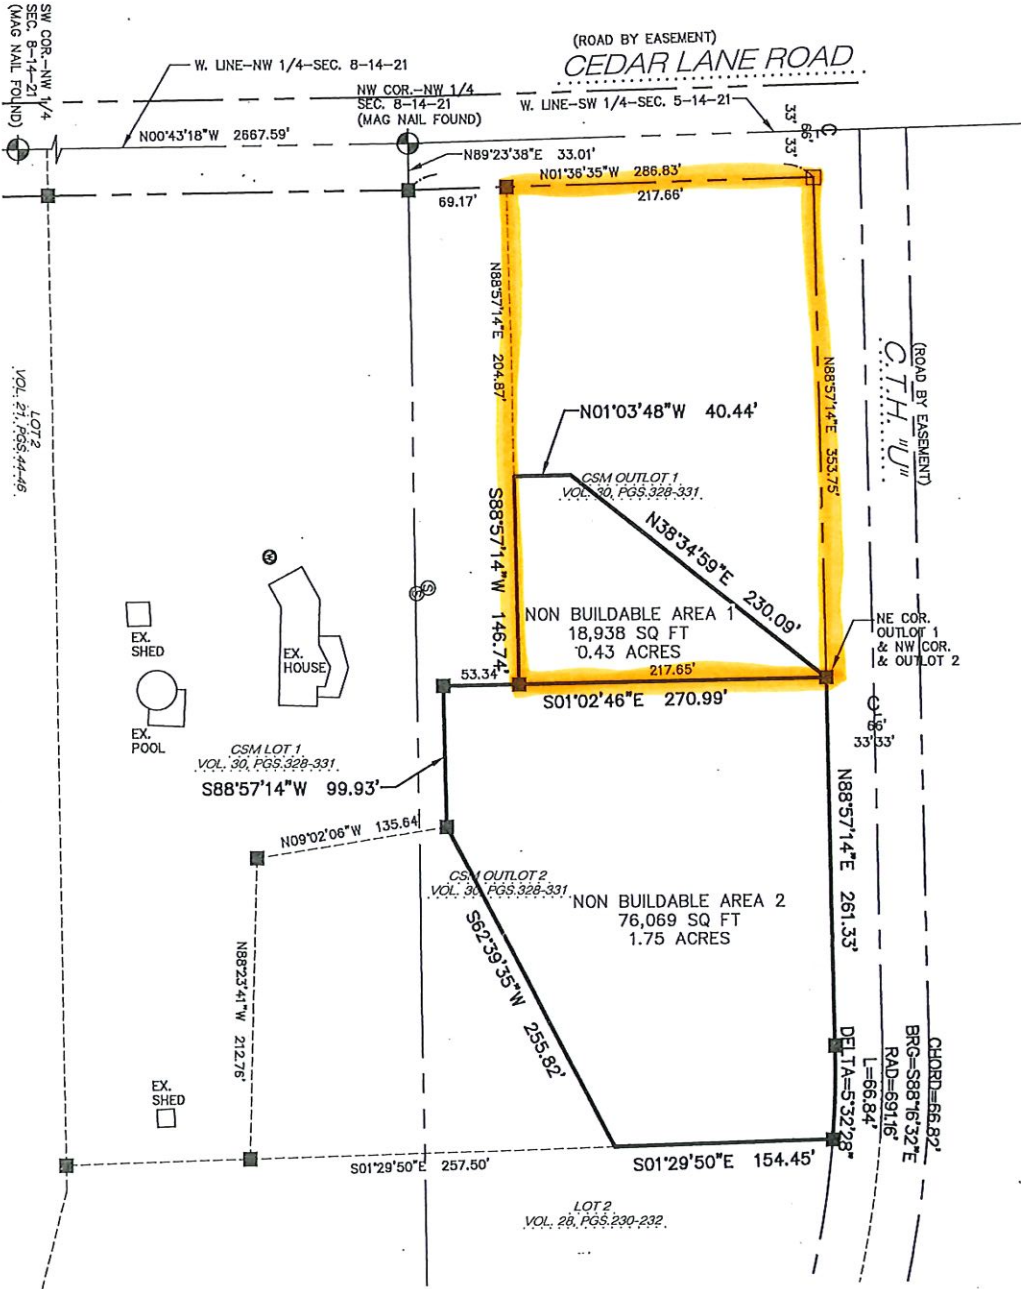 (ROAD BY EASEMENT)
CEDAR LANE ROAD
SW COR.-NW 1/4
SEC. 8-14-21
(MAG NAIL FOUND)
W. LINE-NW 1/4-SEC. 8-14-21
NW COR.-NW 1/4
SEC. 8-14-21
(MAG NAIL FOUND)
W. LINE-SW 1/4-SEC. 5-14-21
33'
66'
33'
N00°43'18"W 2667.59'
N89°23'38"E 33.01'
N01°36'35"W 286.83'
69.17'
217.66'
N88°57'14"E 204.87'
N88°57'14"E 353.75'
(ROAD BY EASEMENT)
C.T.H. "U"
LOT 2
VOL. 21, PGS.44-46
N01°03'48"W 40.44'
CSM OUTLOT 1
VOL. 30, PGS.328-331
S88°57'14"W 146.74'
N38°34'59"E 230.09'
W
S
S
NON BUILDABLE AREA 1
18,938 SQ FT
0.43 ACRES
EX.
SHED
EX.
HOUSE
NE COR.
OUTLOT 1
& NW COR.
& OUTLOT 2
53.34'
217.65'
S01°02'46"E 270.99'
66'
33'33'
EX.
POOL
CSM LOT 1
VOL. 30, PGS.328-331
S88°57'14"W 99.93'
N88°57'14"E 261.33'
N09°02'06"W 135.64'
CSM OUTLOT 2
VOL. 30, PGS.328-331
NON BUILDABLE AREA 2
76,069 SQ FT
1.75 ACRES
S62°39'35"W 255.82'
N88°23'41"W 212.76'
CHORD=66.82'
BRG=S88°16'32"E
RAD=691.16'
L=66.84'
DELTA=5°32'28"
EX.
SHED
S01°29'50"E 257.50'
S01°29'50"E 154.45'
LOT 2
VOL. 28, PGS.230-232